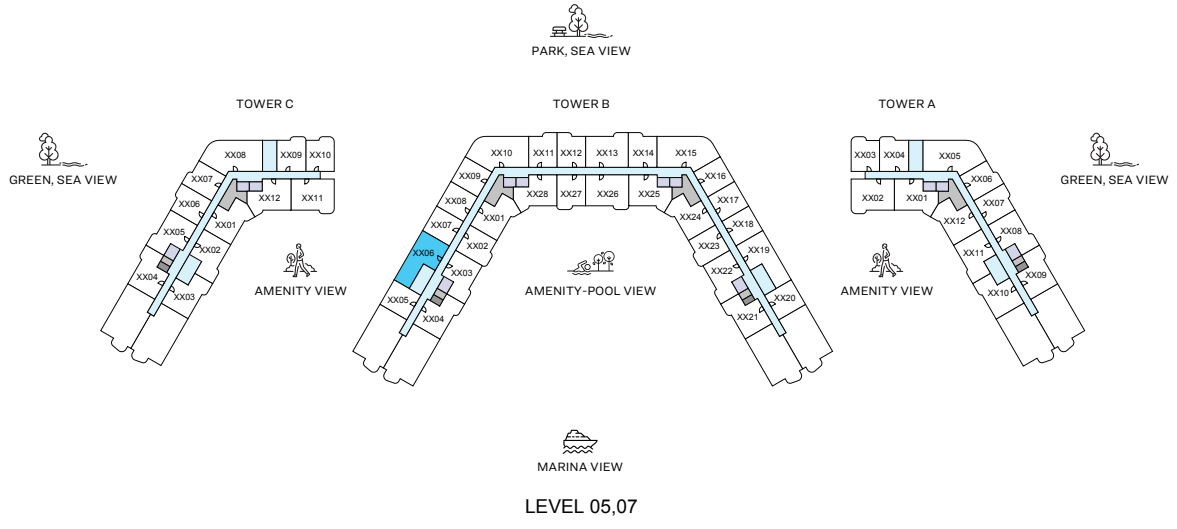 PARK, SEA VIEW
TOWER C
TOWER B
TOWER A
GREEN, SEA VIEW
GREEN, SEA VIEW
XX08
XX09
XX10
XX07
XX06
XX05
XX04
XX01
XX02
XX03
XX12
XX11
XX10
XX11
XX12
XX13
XX14
XX15
XX09
XX08
XX07
XX06
XX05
XX01
XX02
XX03
XX04
XX28
XX27
XX26
XX25
XX16
XX17
XX18
XX19
XX20
XX24
XX23
XX22
XX21
XX03
XX04
XX05
XX02
XX01
XX06
XX07
XX08
XX09
XX12
XX11
XX10
AMENITY VIEW
AMENITY-POOL VIEW
AMENITY VIEW
MARINA VIEW
LEVEL 05,07